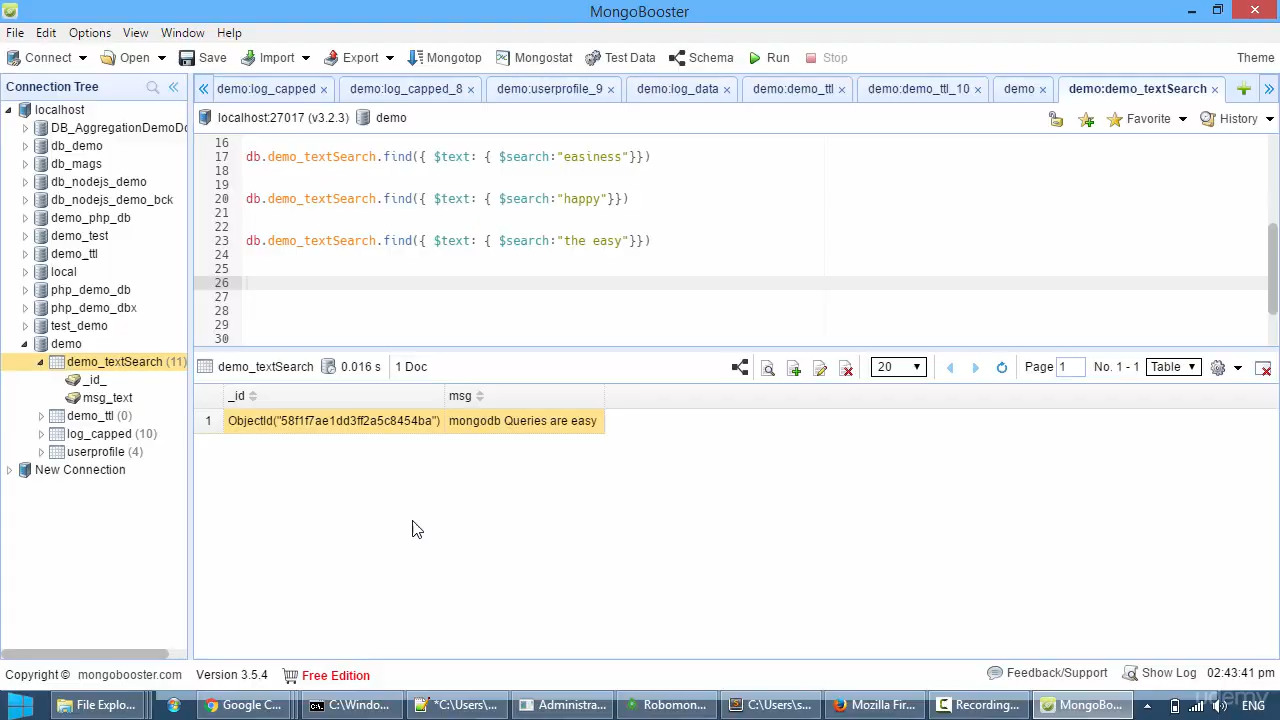 MongoBooster
File Edit Options View Window Help
Connect Open Save Import Export Mongotop Mongostat Test Data Schema Run Stop Theme
Connection Tree
demo:log_capped × demo:log_capped_8 × demo:userprofile_9 × demo:log_data × demo:demo_ttl × demo:demo_ttl_10 × demo × demo:demo_textSearch ×
localhost:27017 (v3.2.3) demo Favorite History
localhost
DB_AggregationDemoDo
db_demo
db_mags
db_nodejs_demo
db_nodejs_demo_bck
demo_php_db
demo_test
demo_ttl
local
php_demo_db
php_demo_dbx
test_demo
demo
demo_textSearch (11)
_id_
msg_text
demo_ttl (0)
log_capped (10)
userprofile (4)
New Connection
16
17 db.demo_textSearch.find({ $text: { $search:"easiness"}})
18
19
20 db.demo_textSearch.find({ $text: { $search:"happy"}})
21
22
23 db.demo_textSearch.find({ $text: { $search:"the easy"}})
24
25
26
27
28
29
30
demo_textSearch 0.016 s 1 Doc 20 Page 1 No. 1 - 1 Table
_id msg
1 ObjectId("58f1f7ae1dd3ff2a5c8454ba") mongodb Queries are easy
Copyright © mongobooster.com Version 3.5.4 Free Edition Feedback/Support Show Log 02:43:41 pm
File Explo... Google C... C:\Windo... *C:\Users\... Administra... Robomon... C:\Users\s... Mozilla Fir... Recording... MongoBo... ENG
udemy